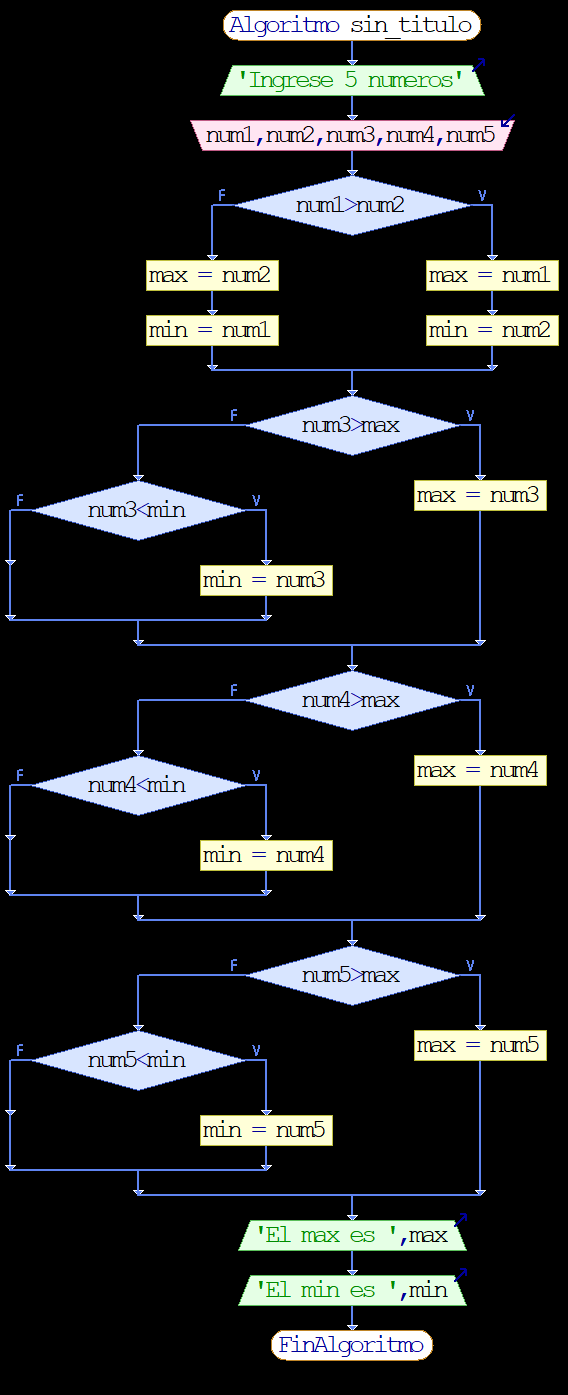 Algoritmo sin_titulo
'Ingrese 5 numeros'
num1,num2,num3,num4,num5
F
V
num1>num2
max = num2
max = num1
min = num1
min = num2
F
V
num3>max
F
V
num3<min
max = num3
min = num3
F
V
num4>max
F
V
num4<min
max = num4
min = num4
F
V
num5>max
F
V
num5<min
max = num5
min = num5
'El max es ',max
'El min es ',min
FinAlgoritmo